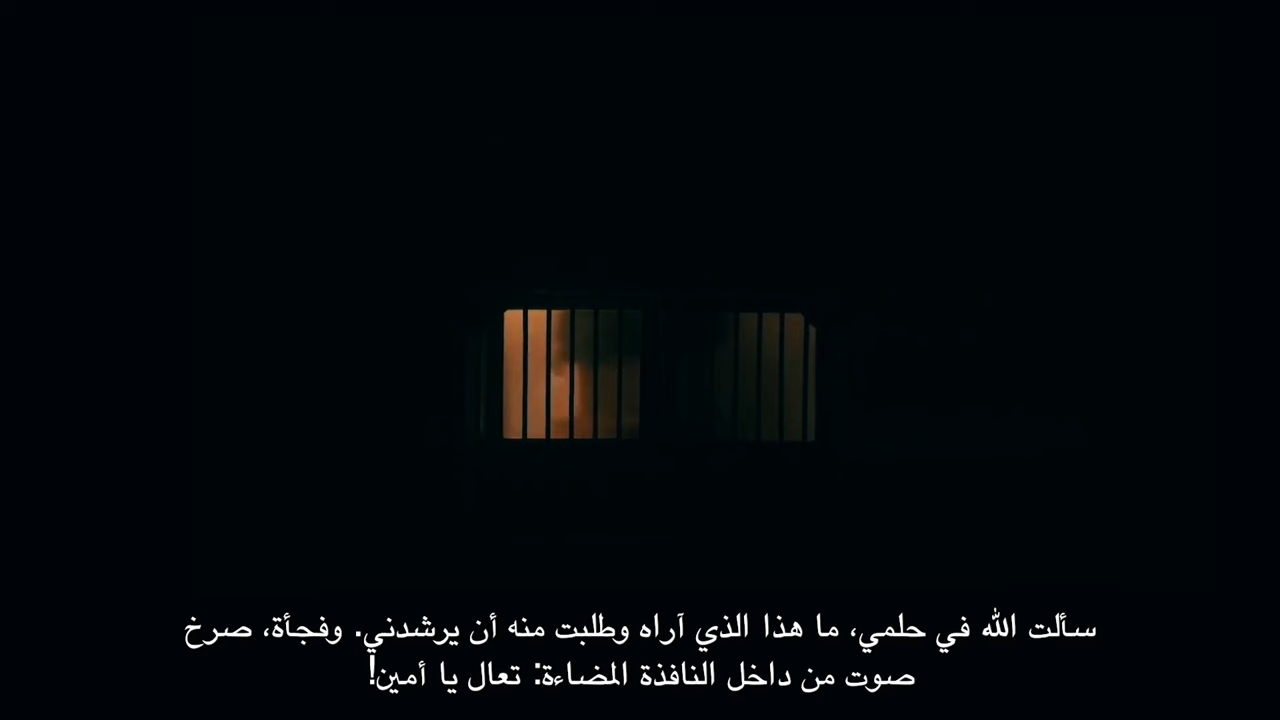 سألت الله في حلمي، ما هذا الذي آراه وطلبت منه أن يرشدني. وفجأة، صرخ
صوت من داخل النافذة المضاءة: تعال يا أمين!